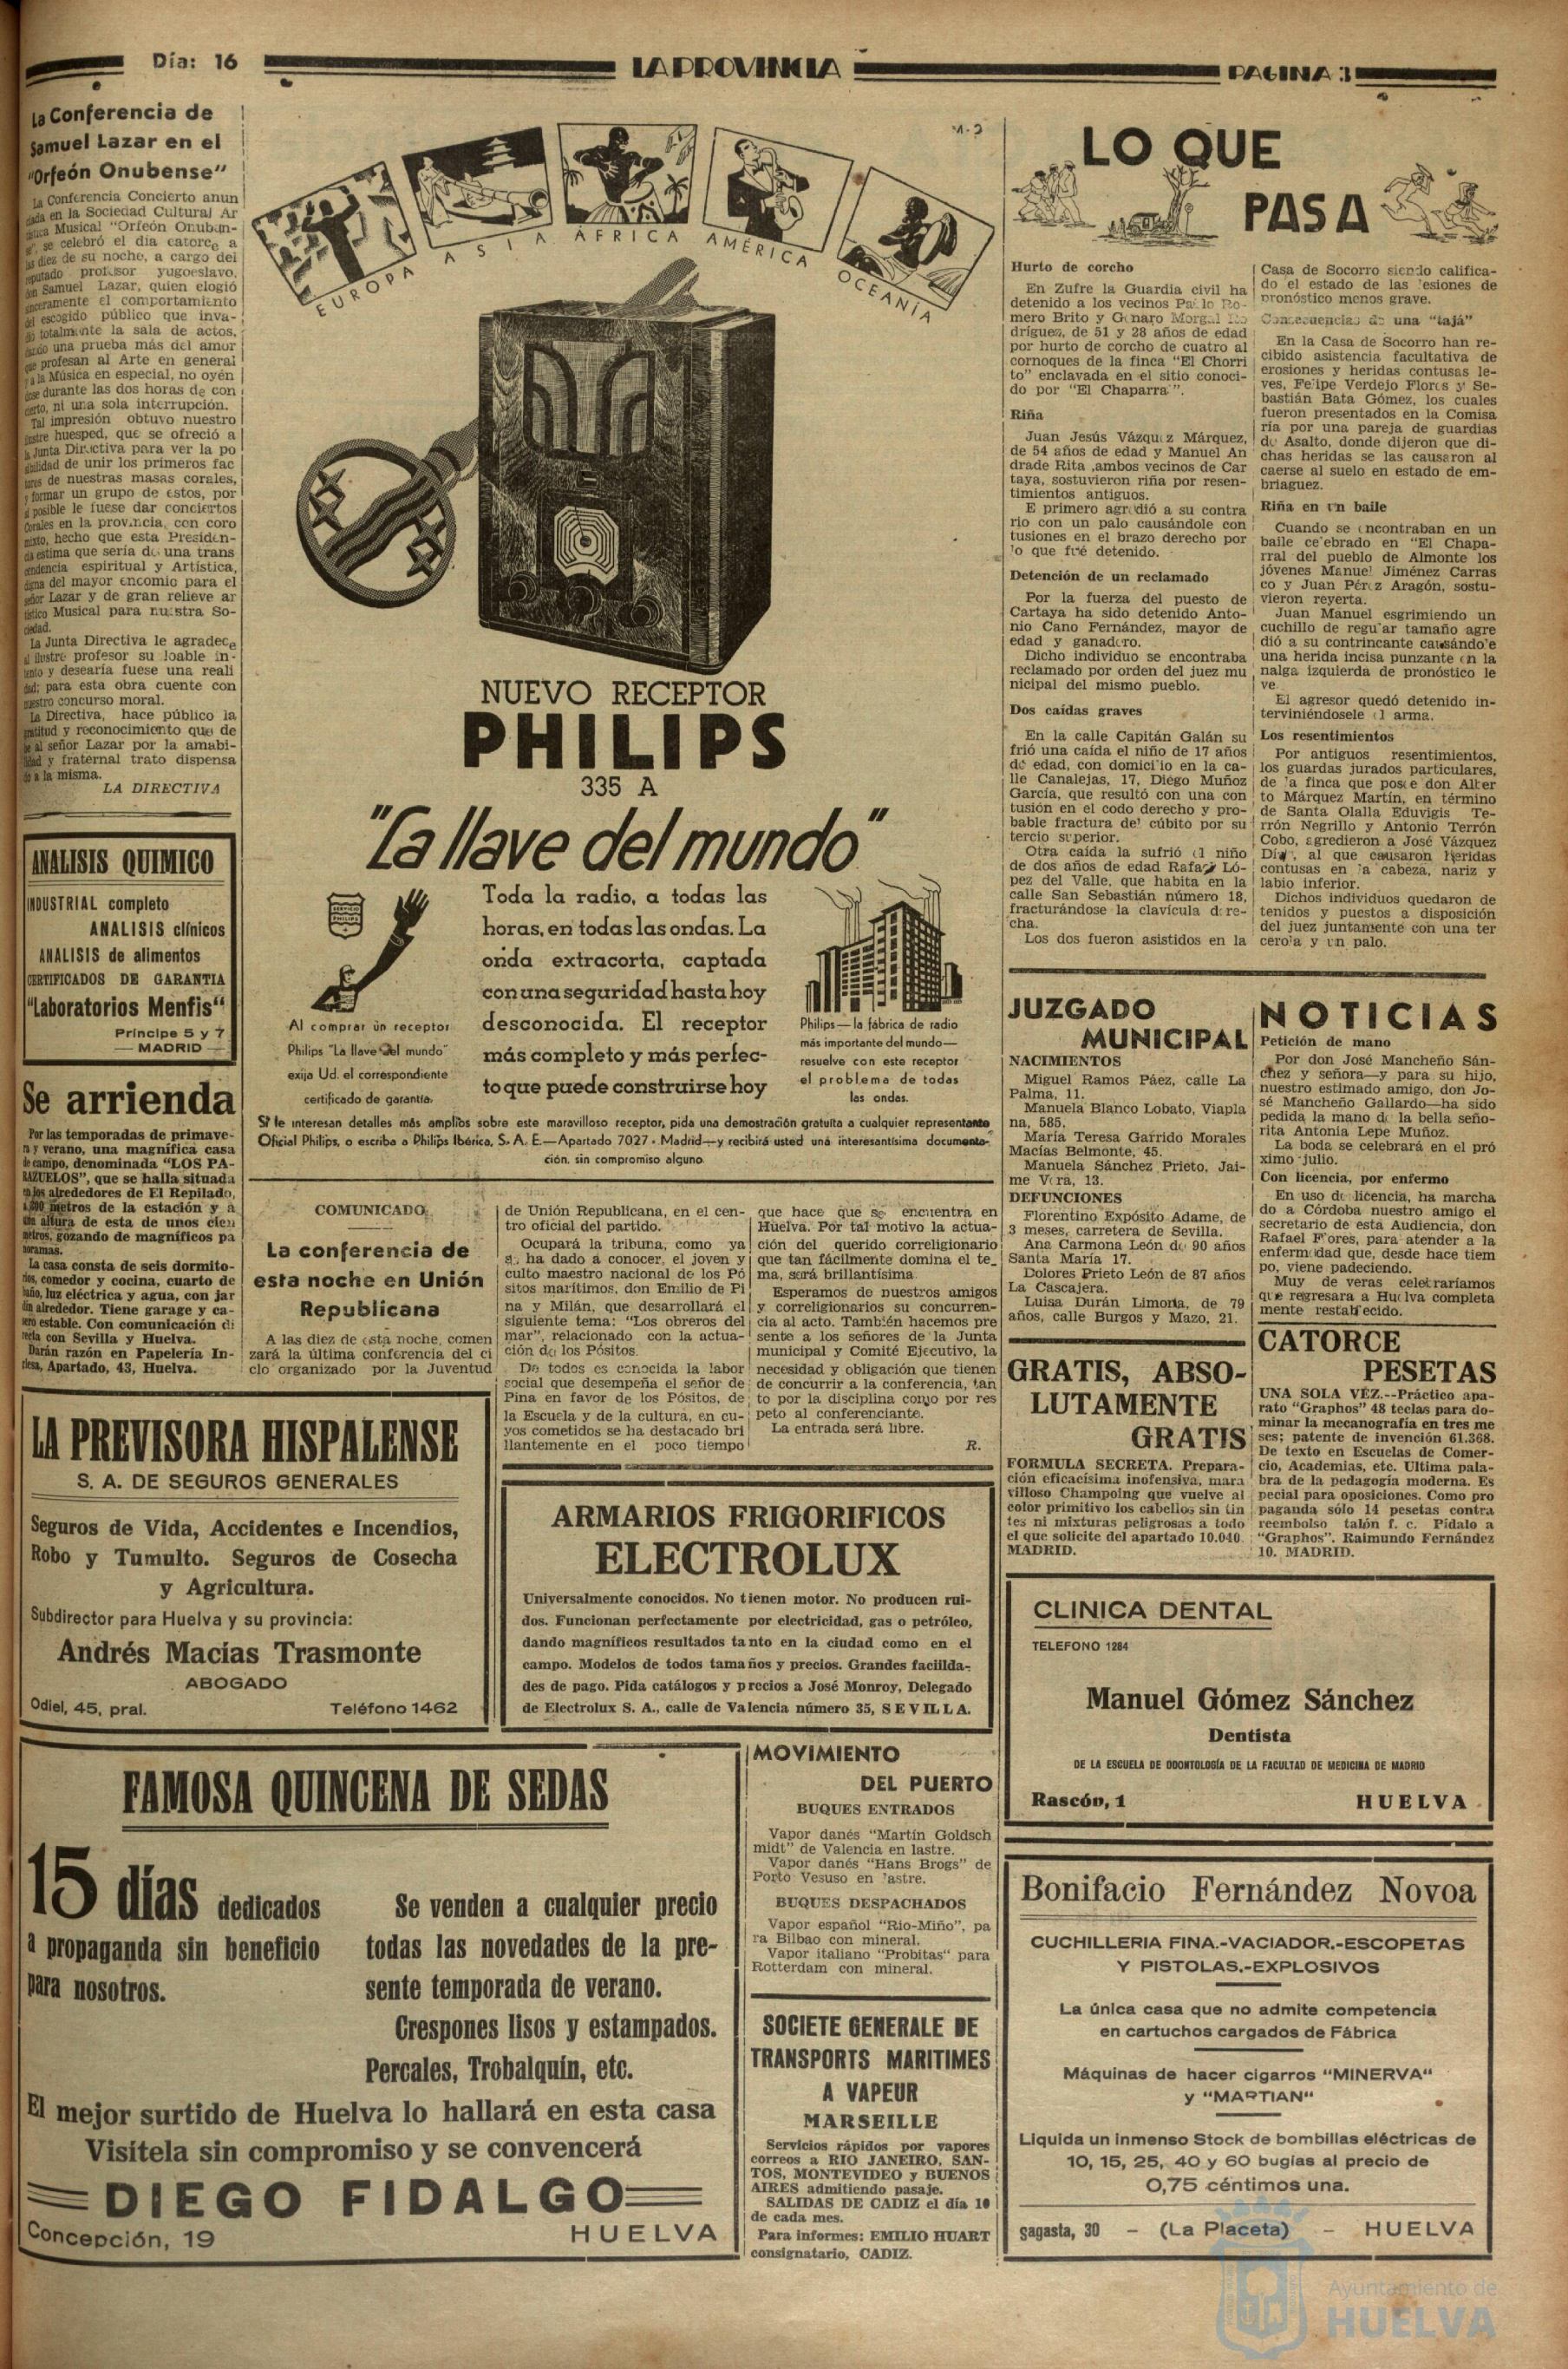 Día: 16
LA PROVINCIA
PAGINA 3
La Conferencia de
Samuel Lazar en el
"Orfeón Onubense"
La Conferencia Concierto anun
ciada en la Sociedad Cultural Ar
tística Musical "Orfeón Onuben-
se", se celebró el día catorce a
las diez de su noche, a cargo del
reputado profesor yugoeslavo,
don Samuel Lazar, quien elogió
sinceramente el comportamiento
del escogido público que inva-
dió totalmente la sala de actos,
dando una prueba más del amor
que profesan al Arte en general
y a la Música en especial, no oyén
dose durante las dos horas de con
cierto, ni una sola interrupción.
Tal impresión obtuvo nuestro
ilustre huesped, que se ofreció a
la Junta Directiva para ver la po
sibilidad de unir los primeros fac
tores de nuestras masas corales,
y formar un grupo de estos, por
si posible le fuese dar conciertos
Corales en la provincia, con coro
mixto, hecho que esta Presiden-
cia estima que sería de una trans
cendencia espiritual y Artística,
digna del mayor encomio para el
señor Lazar y de gran relieve ar
tístico Musical para nuestra So-
ciedad.
La Junta Directiva le agradece
al ilustre profesor su loable in-
tento y desearía fuese una reali
dad; para esta obra cuente con
nuestro concurso moral.
La Directiva, hace público la
gratitud y reconocimiento que de
be al señor Lazar por la amabi-
lidad y fraternal trato dispensa
do a la misma.
LA DIRECTIVA
ANALISIS QUIMICO
INDUSTRIAL completo
ANALISIS clínicos
ANALISIS de alimentos
CERTIFICADOS DE GARANTIA
"Laboratorios Menfis"
Príncipe 5 y 7
— MADRID —
Se arrienda
Por las temporadas de primave-
ra y verano, una magnífica casa
de campo, denominada "LOS PA-
RAZUELOS", que se halla situada
en los alrededores de El Repilado,
metros de la estación y a
una altura de esta de unos cien
metros, gozando de magníficos pa
noramas.
La casa consta de seis dormito-
rios, comedor y cocina, cuarto de
baño, luz eléctrica y agua, con jar
din alrededor. Tiene garage y ca-
sero estable. Con comunicación di
recta con Sevilla y Huelva.
Darán razón en Papelería In-
glesa, Apartado, 43, Huelva.
EUROPA
ASIA
ÁFRICA
AMÉRICA
OCEANÍA
NUEVO RECEPTOR
PHILIPS
335 A
"La llave del mundo"
SERVICIO
PHILIPS
Al comprar un receptor
Philips "La llave del mundo"
exija Ud. el correspondiente
certificado de garantía.
Toda la radio, a todas las
horas, en todas las ondas. La
onda extracorta, captada
con una seguridad hasta hoy
desconocida. El receptor
más completo y más perfec-
to que puede construirse hoy
Philips—la fábrica de radio
más importante del mundo—
resuelve con este receptor
el problema de todas
las ondas.
Si le interesan detalles más amplios sobre este maravilloso receptor, pida una demostración gratuita a cualquier representante
Oficial Philips, o escriba a Philips Ibérica, S. A. E.—Apartado 7027 - Madrid—y recibirá usted una interesantísima documenta-
ción, sin compromiso alguno
COMUNICADO
La conferencia de
esta noche en Unión
Republicana
A las diez de esta noche, comen
zará la última conferencia del ci
clo organizado por la Juventud
de Unión Republicana, en el cen-
tro oficial del partido.
Ocupará la tribuna, como ya
se ha dado a conocer, el joven y
culto maestro nacional de los Pó
sitos marítimos, don Emilio de Pi
na y Milán, que desarrollará el
siguiente tema: "Los obreros del
mar", relacionado con la actua-
ción de los Pósitos.
De todos es conocida la labor
social que desempeña el señor de
Pina en favor de los Pósitos, de
la Escuela y de la cultura, en cu-
yos cometidos se ha destacado bri
llantemente en el poco tiempo
que hace que se encuentra en
Huelva. Por tal motivo la actua-
ción del querido correligionario
que tan fácilmente domina el te-
ma, será brillantísima.
Esperamos de nuestros amigos
y correligionarios su concurren-
cia al acto. También hacemos pre
sente a los señores de la Junta
municipal y Comité Ejecutivo, la
necesidad y obligación que tienen
de concurrir a la conferencia, tan
to por la disciplina como por res
peto al conferenciante.
La entrada será libre.
R.
LA PREVISORA HISPALENSE
S. A. DE SEGUROS GENERALES
Seguros de Vida, Accidentes e Incendios,
Robo y Tumulto. Seguros de Cosecha
y Agricultura.
Subdirector para Huelva y su provincia:
Andrés Macías Trasmonte
ABOGADO
Odiel, 45, pral.
Teléfono 1462
ARMARIOS FRIGORIFICOS
ELECTROLUX
Universalmente conocidos. No tienen motor. No producen rui-
dos. Funcionan perfectamente por electricidad, gas o petróleo,
dando magníficos resultados tanto en la ciudad como en el
campo. Modelos de todos tamaños y precios. Grandes facilida-
des de pago. Pida catálogos y precios a José Monroy, Delegado
de Electrolux S. A., calle de Valencia número 35, SEVILLA.
FAMOSA QUINCENA DE SEDAS
15 días dedicados
a propaganda sin beneficio
para nosotros.
Se venden a cualquier precio
todas las novedades de la pre-
sente temporada de verano.
Crespones lisos y estampados.
Percales, Trobalquín, etc.
El mejor surtido de Huelva lo hallará en esta casa
Visítela sin compromiso y se convencerá
DIEGO FIDALGO
Concepción, 19
HUELVA
MOVIMIENTO
DEL PUERTO
BUQUES ENTRADOS
Vapor danés "Martín Goldsch
midt" de Valencia en lastre.
Vapor danés "Hans Brogs" de
Porto Vesuso en lastre.
BUQUES DESPACHADOS
Vapor español "Rio-Miño", pa
ra Bilbao con mineral.
Vapor italiano "Probitas" para
Rotterdam con mineral.
SOCIETE GENERALE DE
TRANSPORTS MARITIMES
A VAPEUR
MARSEILLE
Servicios rápidos por vapores
correos a RIO JANEIRO, SAN-
TOS, MONTEVIDEO y BUENOS
AIRES admitiendo pasaje.
SALIDAS DE CADIZ el día 10
de cada mes.
Para informes: EMILIO HUART
consignatario, CADIZ.
LO QUE
PASA
Hurto de corcho
En Zufre la Guardia civil ha
detenido a los vecinos Pablo Ro-
mero Brito y Genaro Morgal Ro
dríguez, de 51 y 28 años de edad
por hurto de corcho de cuatro al
cornoques de la finca "El Chorri
to" enclavada en el sitio conoci-
do por "El Chaparral".
Riña
Juan Jesús Vázquez Márquez,
de 54 años de edad y Manuel An
drade Rita ,ambos vecinos de Car
taya, sostuvieron riña por resen-
timientos antiguos.
E primero agredió a su contra
rio con un palo causándole con
tusiones en el brazo derecho por
lo que fué detenido.
Detención de un reclamado
Por la fuerza del puesto de
Cartaya ha sido detenido Anto-
nio Cano Fernández, mayor de
edad y ganadero.
Dicho individuo se encontraba
reclamado por orden del juez mu
nicipal del mismo pueblo.
Dos caídas graves
En la calle Capitán Galán su
frió una caída el niño de 17 años
de edad, con domicilio en la ca-
lle Canalejas, 17, Diego Muñoz
García, que resultó con una con
tusión en el codo derecho y pro-
bable fractura del cúbito por su
tercio superior.
Otra caída la sufrió el niño
de dos años de edad Rafael Ló-
pez del Valle, que habita en la
calle San Sebastián número 18,
fracturándose la clavícula dere-
cha.
Los dos fueron asistidos en la
Casa de Socorro siendo califica-
do el estado de las lesiones de
pronóstico menos grave.
Consecuencias de una "tajá"
En la Casa de Socorro han re-
cibido asistencia facultativa de
erosiones y heridas contusas le-
ves, Felipe Verdejo Flores y Se-
bastián Bata Gómez, los cuales
fueron presentados en la Comisa
ría por una pareja de guardias
de Asalto, donde dijeron que di-
chas heridas se las causaron al
caerse al suelo en estado de em-
briaguez.
Riña en un baile
Cuando se encontraban en un
baile celebrado en "El Chapa-
rral del pueblo de Almonte los
jóvenes Manuel Jiménez Carras
co y Juan Pérez Aragón, sostu-
vieron reyerta.
Juan Manuel esgrimiendo un
cuchillo de regular tamaño agre
dió a su contrincante causándole
una herida incisa punzante en la
nalga izquierda de pronóstico le
ve.
El agresor quedó detenido in-
terviniéndosele el arma.
Los resentimientos
Por antiguos resentimientos,
los guardas jurados particulares,
de la finca que posee don Alber
to Márquez Martín, en término
de Santa Olalla Eduvigis Te-
rrón Negrillo y Antonio Terrón
Cobo, agredieron a José Vázquez
Díaz, al que causaron heridas
contusas en la cabeza, nariz y
labio inferior.
Dichos individuos quedaron de
tenidos y puestos a disposición
del juez juntamente con una ter
cerola y un palo.
JUZGADO
MUNICIPAL
NACIMIENTOS
Miguel Ramos Páez, calle La
Palma, 11.
Manuela Blanco Lobato, Viapla
na, 585.
María Teresa Garrido Morales
Macías Belmonte, 45.
Manuela Sánchez Prieto, Jai-
me Vera, 13.
DEFUNCIONES
Florentino Expósito Adame, de
3 meses, carretera de Sevilla.
Ana Carmona León de 90 años
Santa María 17.
Dolores Prieto León de 87 años
La Cascajera.
Luisa Durán Limoria, de 79
años, calle Burgos y Mazo, 21.
NOTICIAS
Petición de mano
Por don José Mancheño Sán-
chez y señora—y para su hijo,
nuestro estimado amigo, don Jo-
sé Mancheño Gallardo—ha sido
pedida la mano de la bella seño-
rita Antonia Lepe Muñoz.
La boda se celebrará en el pró
ximo julio.
Con licencia, por enfermo
En uso de licencia, ha marcha
do a Córdoba nuestro amigo el
secretario de esta Audiencia, don
Rafael Flores, para atender a la
enfermedad que, desde hace tiem
po, viene padeciendo.
Muy de veras celebraríamos
que regresara a Huelva completa
mente restablecido.
GRATIS, ABSO-
LUTAMENTE
GRATIS
FORMULA SECRETA. Prepara-
ción eficacísima inofensiva, mara
villoso Champoing que vuelve al
color primitivo los cabellos sin tin
tes ni mixturas peligrosas a todo
el que solicite del apartado 10.040.
MADRID.
CATORCE
PESETAS
UNA SOLA VEZ.--Práctico apa-
rato "Graphos" 48 teclas para do-
minar la mecanografía en tres me
ses; patente de invención 61.368.
De texto en Escuelas de Comer-
cio, Academias, etc. Ultima pala-
bra de la pedagogía moderna. Es
pecial para oposiciones. Como pro
paganda sólo 14 pesetas contra
reembolso talón f. c. Pídalo a
"Graphos". Raimundo Fernández
10. MADRID.
CLINICA DENTAL
TELEFONO 1284
Manuel Gómez Sánchez
Dentista
DE LA ESCUELA DE ODONTOLOGÍA DE LA FACULTAD DE MEDICINA DE MADRID
Rascón, 1
HUELVA
Bonifacio Fernández Novoa
CUCHILLERIA FINA.-VACIADOR.-ESCOPETAS
Y PISTOLAS.-EXPLOSIVOS
La única casa que no admite competencia
en cartuchos cargados de Fábrica
Máquinas de hacer cigarros "MINERVA"
y "MARTIAN"
Liquida un inmenso Stock de bombillas eléctricas de
10, 15, 25, 40 y 60 bugías al precio de
0,75 céntimos una.
Sagasta, 30 - (La Placeta) - HUELVA
Ayuntamiento de
HUELVA